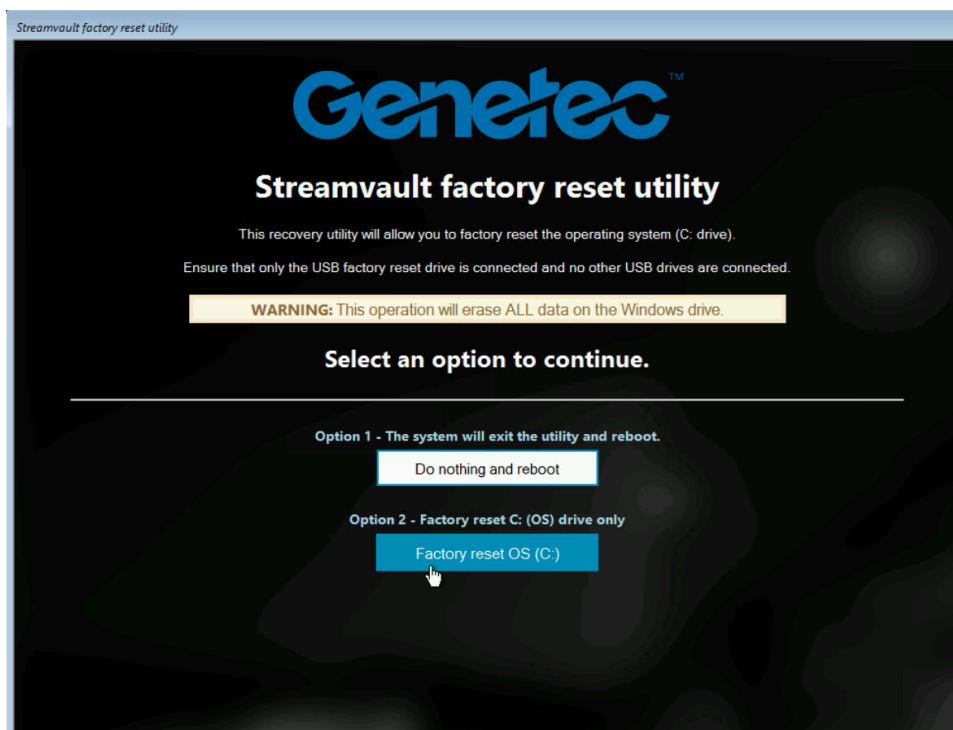 Streamvault factory reset utility
Genetec™
Streamvault factory reset utility
This recovery utility will allow you to factory reset the operating system (C: drive).
Ensure that only the USB factory reset drive is connected and no other USB drives are connected.
WARNING: This operation will erase ALL data on the Windows drive.
Select an option to continue.
Option 1 - The system will exit the utility and reboot.
Do nothing and reboot
Option 2 - Factory reset C: (OS) drive only
Factory reset OS (C:)